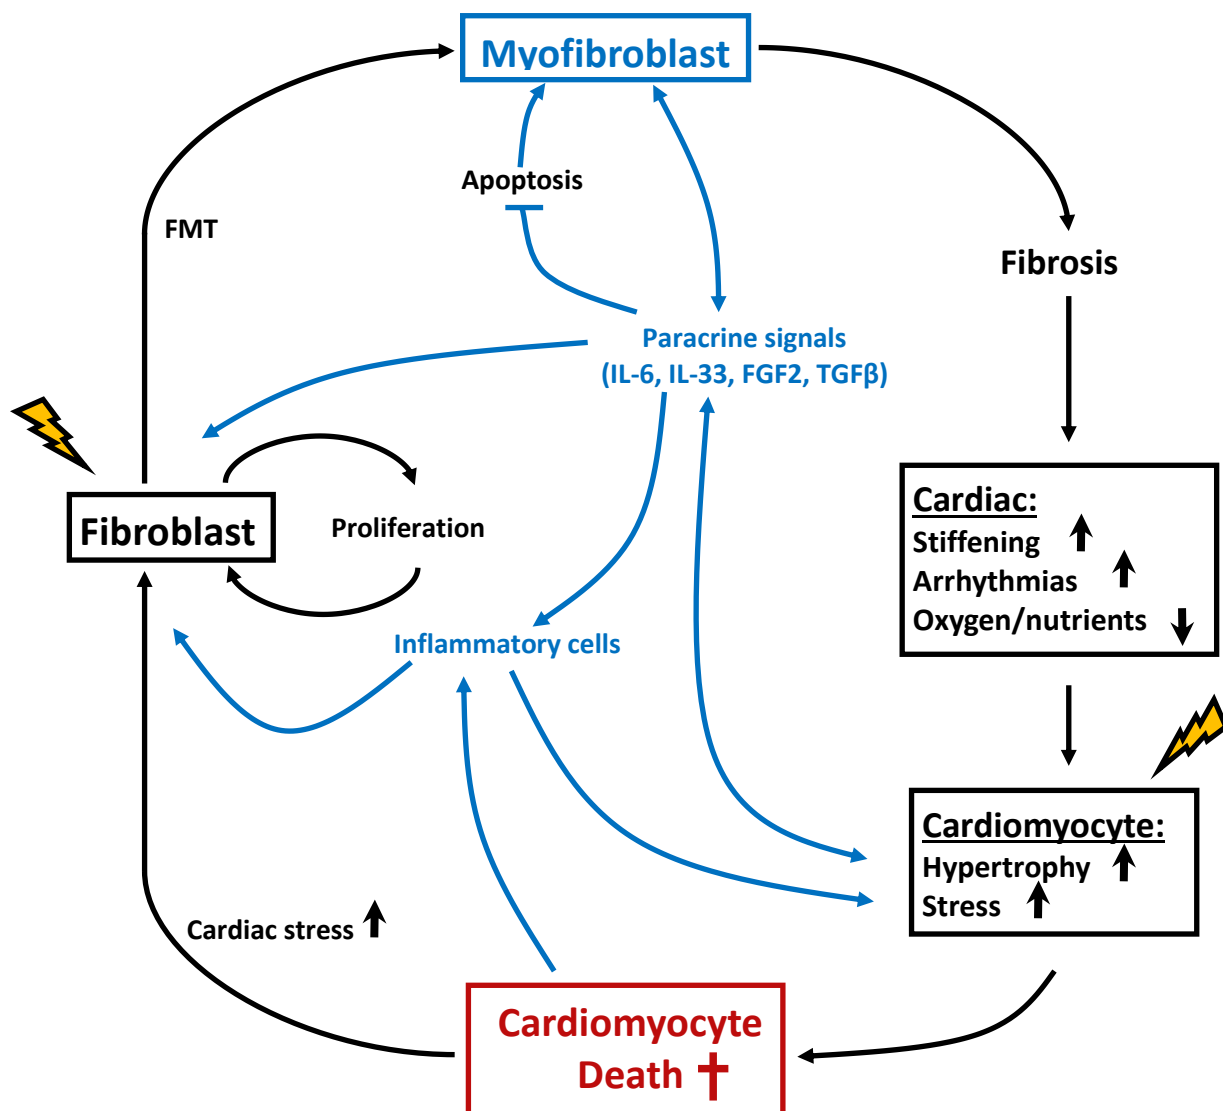 Myofibroblast
Apoptosis
FMT
Fibrosis
Paracrine signals
(IL-6, IL-33, FGF2, TGFβ)
Fibroblast
Proliferation
Cardiac:
Stiffening
Arrhythmias
Oxygen/nutrients
Inflammatory cells
Cardiomyocyte:
Hypertrophy
Stress
Cardiac stress
Cardiomyocyte
Death